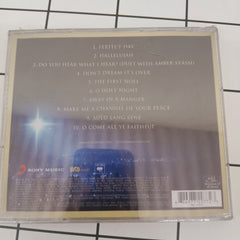 1. PERFECT DAY
2. HALLELUJAH
3. DO YOU HEAR WHAT I HEAR? (DUET WITH AMBER STASSI)
4. DON'T DREAM IT'S OVER
5. THE FIRST NOEL
6. O HOLY NIGHT
7. AWAY IN A MANGER
8. MAKE ME A CHANNEL OF YOUR PEACE
9. AULD LANG SYNE
10. O COME ALL YE FAITHFUL
SONY MUSIC